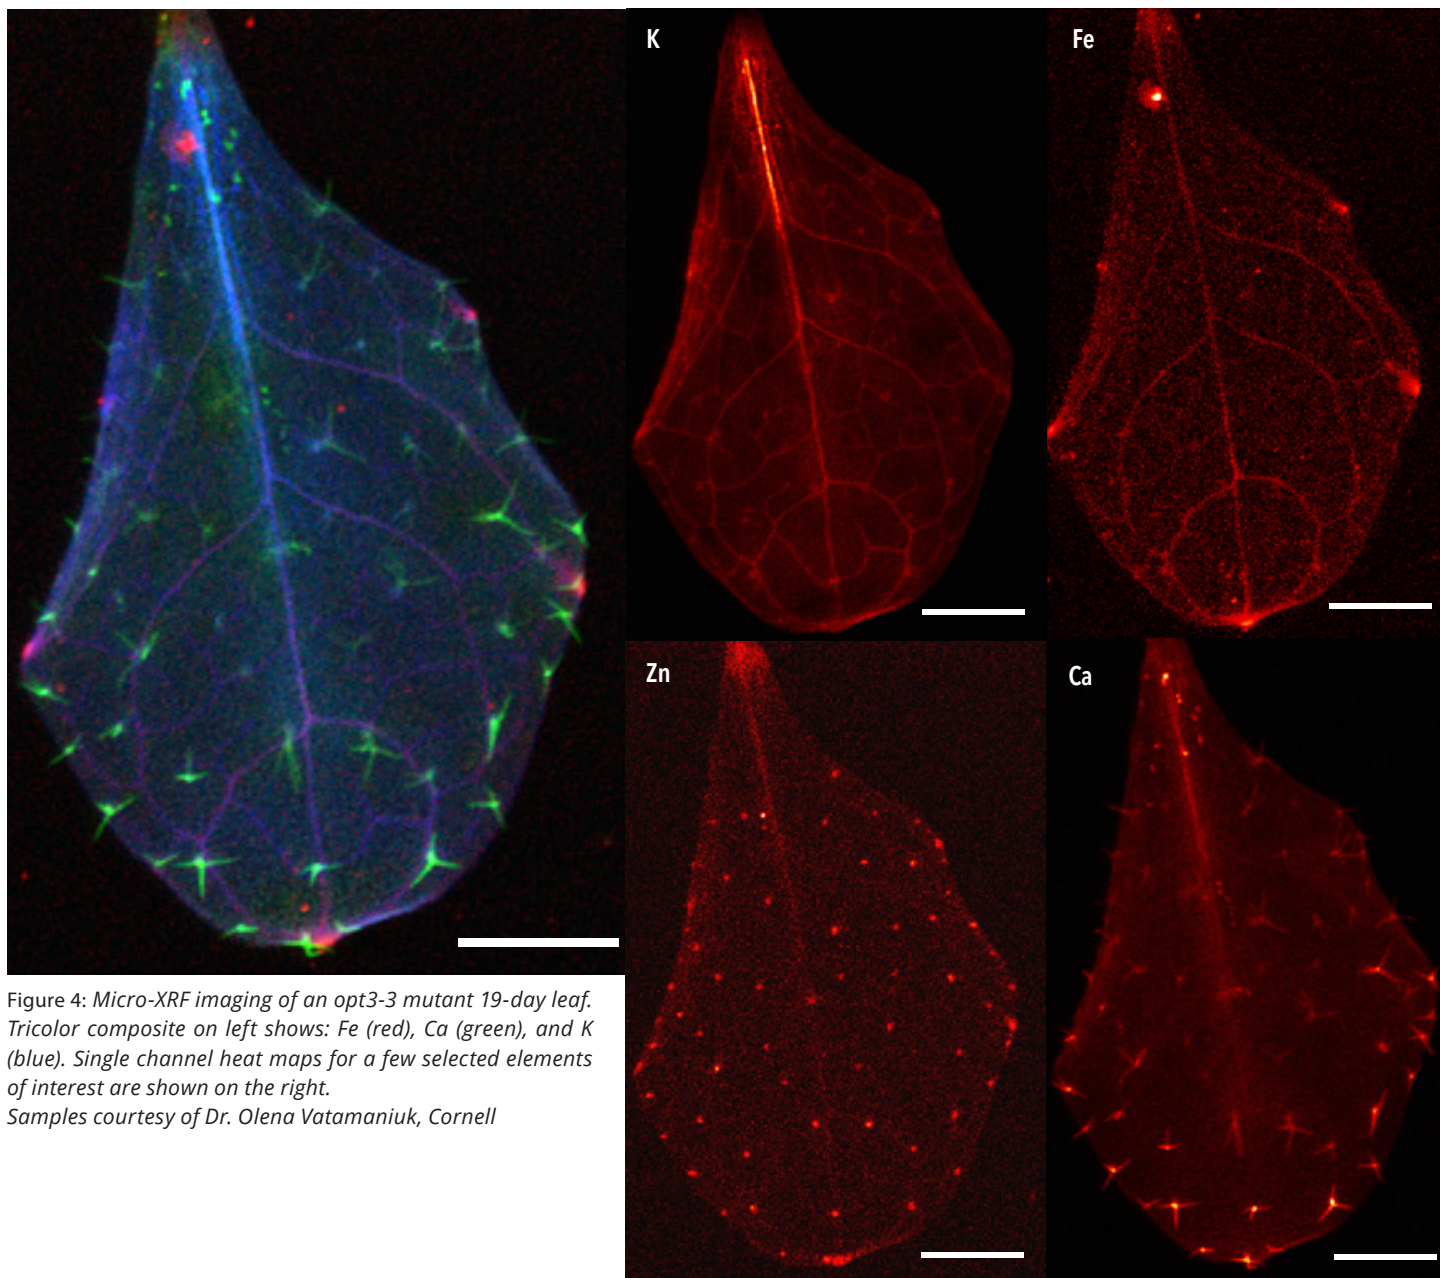 K
Fe
Zn
Ca
Figure 4: Micro-XRF imaging of an opt3-3 mutant 19-day leaf.
Tricolor composite on left shows: Fe (red), Ca (green), and K
(blue). Single channel heat maps for a few selected elements
of interest are shown on the right.
Samples courtesy of Dr. Olena Vatamaniuk, Cornell